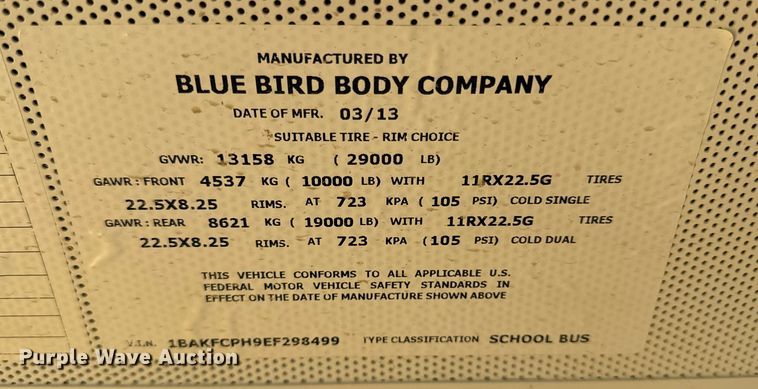 MANUFACTURED BY
BLUE BIRD BODY COMPANY
DATE OF MFR. 03/13
SUITABLE TIRE - RIM CHOICE
GVWR: 13158 KG ( 29000 LB)
GAWR : FRONT 4537 KG ( 10000 LB) WITH 11RX22.5G TIRES
22.5X8.25 RIMS. AT 723 KPA ( 105 PSI) COLD SINGLE
GAWR : REAR 8621 KG ( 19000 LB) WITH 11RX22.5G TIRES
22.5X8.25 RIMS. AT 723 KPA ( 105 PSI) COLD DUAL
THIS VEHICLE CONFORMS TO ALL APPLICABLE U.S.
FEDERAL MOTOR VEHICLE SAFETY STANDARDS IN
EFFECT ON THE DATE OF MANUFACTURE SHOWN ABOVE
V.I.N. 1BAKFCPH9EF298499 TYPE CLASSIFICATION SCHOOL BUS
Purple Wave Auction